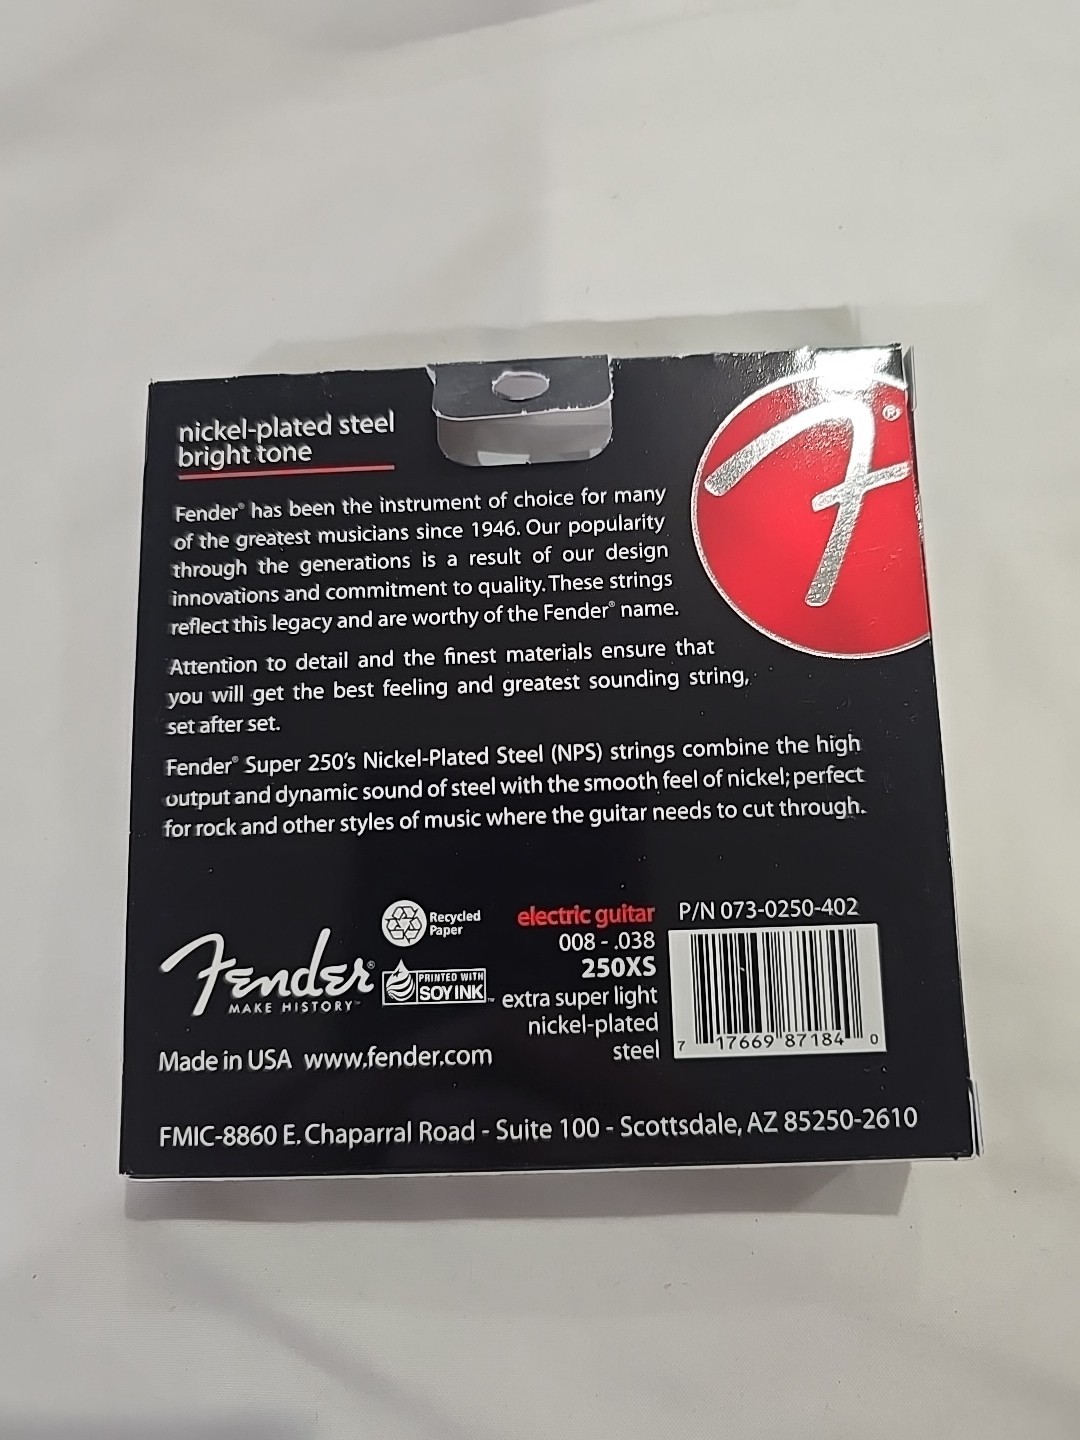 nickel-plated steel
bright tone
F®
Fender® has been the instrument of choice for many
of the greatest musicians since 1946. Our popularity
through the generations is a result of our design
innovations and commitment to quality. These strings
reflect this legacy and are worthy of the Fender® name.
Attention to detail and the finest materials ensure that
you will get the best feeling and greatest sounding string,
set after set.
Fender® Super 250's Nickel-Plated Steel (NPS) strings combine the high
output and dynamic sound of steel with the smooth feel of nickel; perfect
for rock and other styles of music where the guitar needs to cut through.
Fender®
MAKE HISTORY™
Recycled
Paper
PRINTED WITH
SOY INK™
electric guitar
008 - .038
250XS
extra super light
nickel-plated
steel
P/N 073-0250-402
7 17669 87184 0
Made in USA www.fender.com
FMIC-8860 E. Chaparral Road - Suite 100 - Scottsdale, AZ 85250-2610